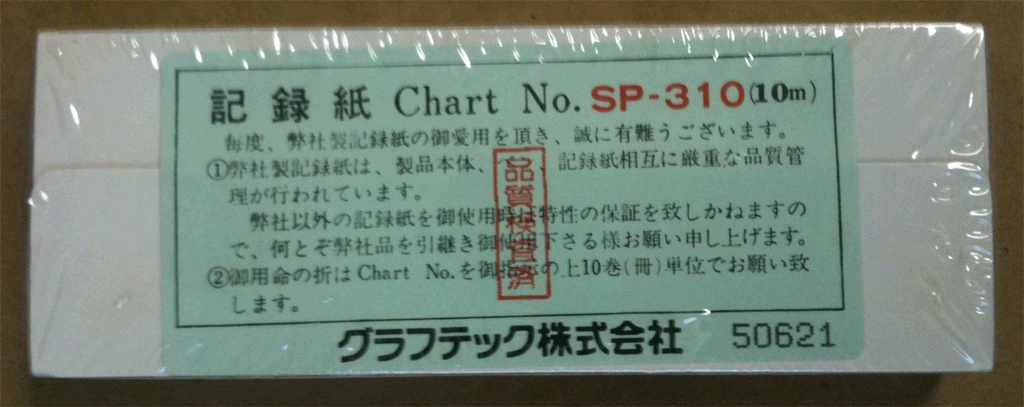 記録紙 Chart No. SP-310(10m)
毎度、弊社製記録紙の御愛用を頂き、誠に有難うございます。
①弊社製記録紙は、製品本体、 、記録紙相互に厳重な品質管
理が行われています。
弊社以外の記録紙を御使用時は特性の保証を致しかねますの
で、何とぞ弊社品を引継き御使用下さる様お願い申し上げます。
②御用命の折はChart No.を御指示の上10巻(冊)単位でお願い致
します。
品質検査済
グラフテック株式会社 50621